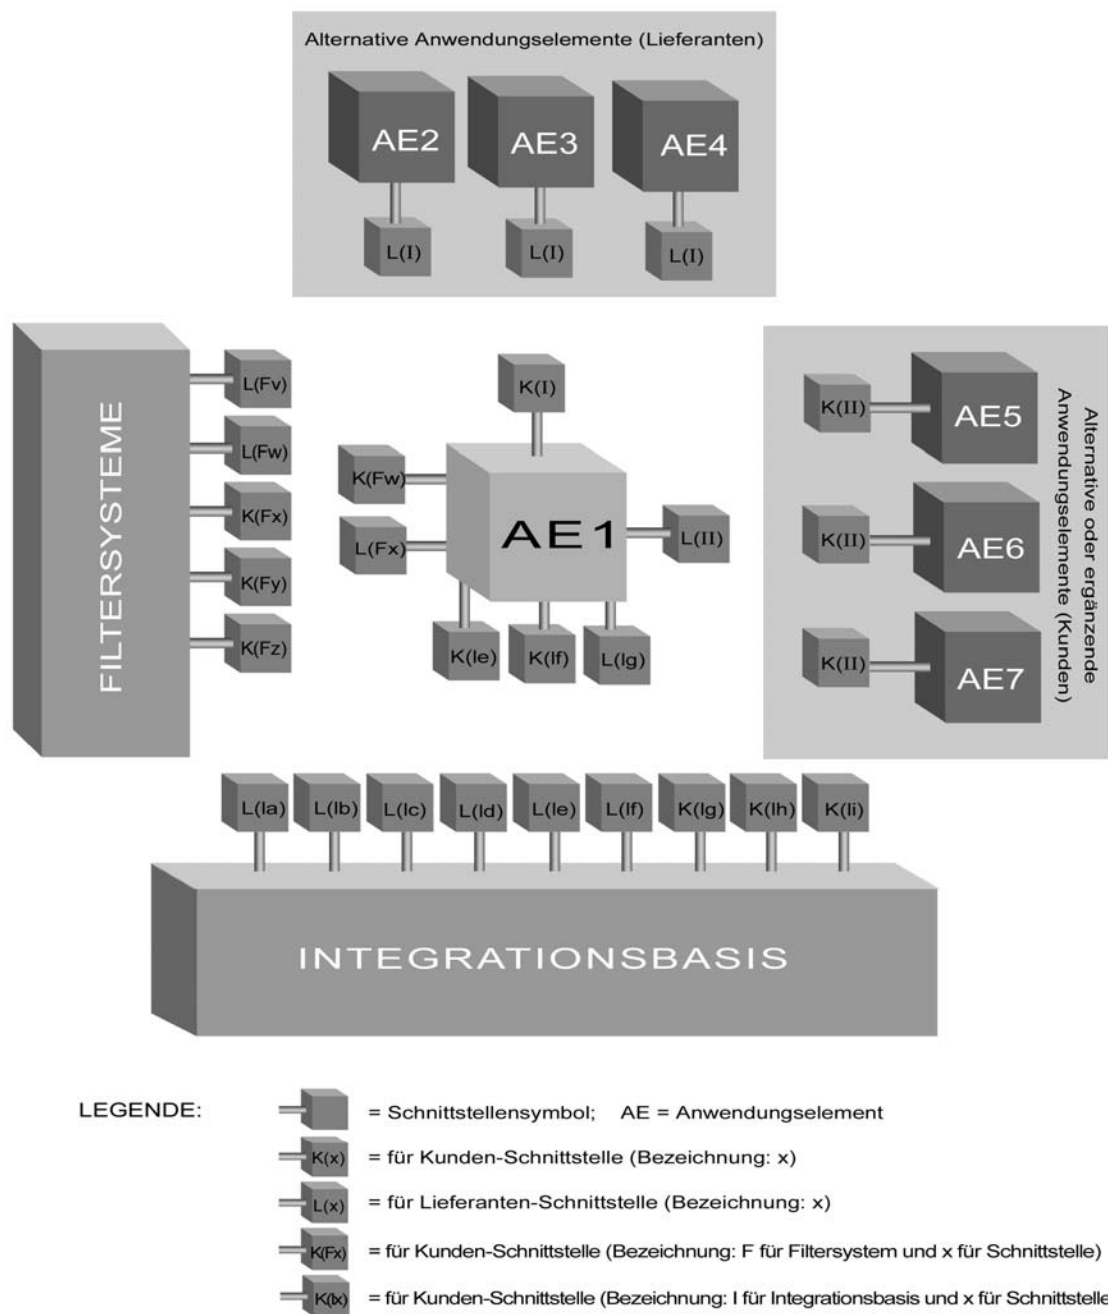 Alternative Anwendungselemente (Lieferanten)
AE2
AE3
AE4
L(I)
L(I)
L(I)
FILTERSYSTEME
L(Fv)
L(Fw)
K(Fx)
K(Fy)
K(Fz)
K(I)
K(Fw)
L(Fx)
AE1
L(II)
K(Ie)
K(If)
L(Ig)
K(II)
AE5
K(II)
AE6
K(II)
AE7
Alternative oder ergänzende
Anwendungselemente (Kunden)
L(Ia)
L(Ib)
L(Ic)
L(Id)
L(Ie)
L(If)
K(Ig)
K(Ih)
K(Ii)
INTEGRATIONSBASIS
LEGENDE:
= Schnittstellensymbol; AE = Anwendungselement
K(x)
= für Kunden-Schnittstelle (Bezeichnung: x)
L(x)
= für Lieferanten-Schnittstelle (Bezeichnung: x)
K(Fx)
= für Kunden-Schnittstelle (Bezeichnung: F für Filtersystem und x für Schnittstelle)
K(Ix)
= für Kunden-Schnittstelle (Bezeichnung: I für Integrationsbasis und x für Schnittstelle